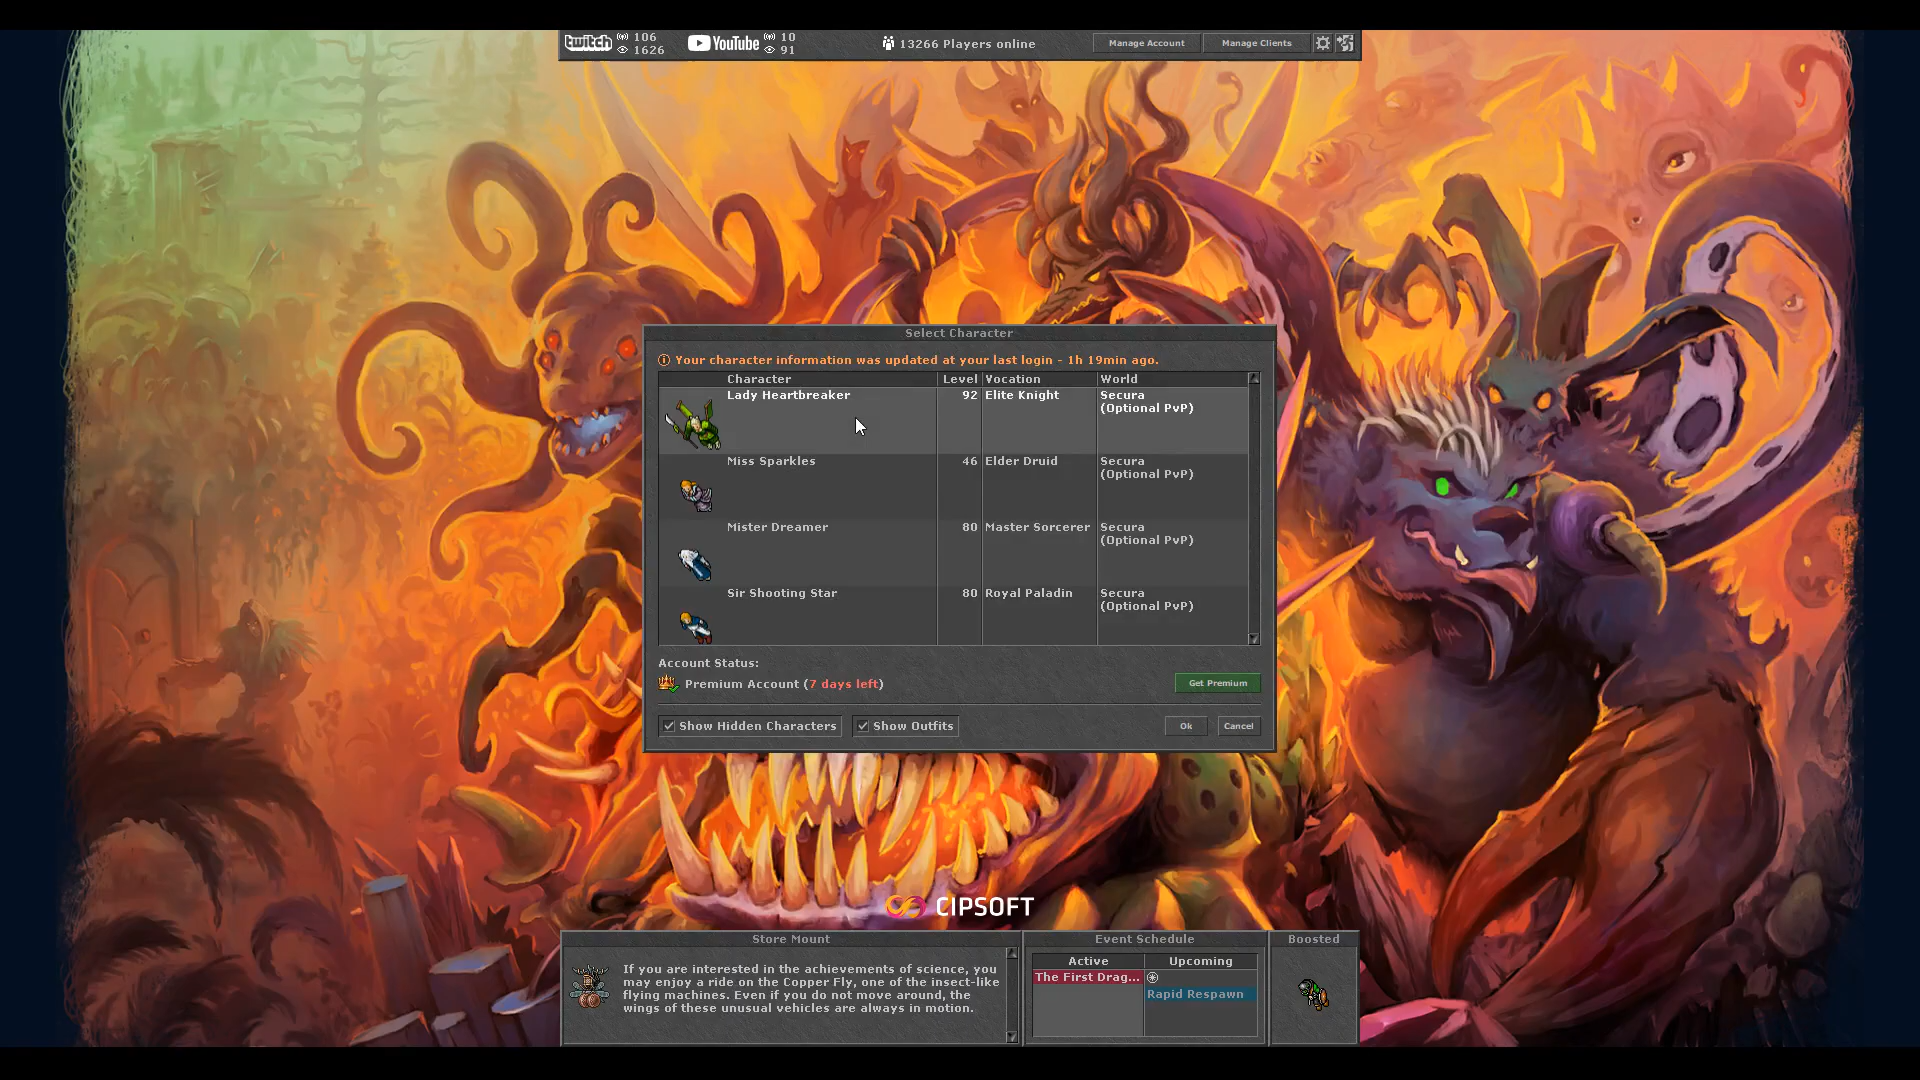 twitch 106 1626 YouTube 10 91 13266 Players online Manage Account Manage Clients
Select Character
Your character information was updated at your last login - 1h 19min ago.
Character Level Vocation World
Lady Heartbreaker 92 Elite Knight Secura
(Optional PvP)
Miss Sparkles 46 Elder Druid Secura
(Optional PvP)
Mister Dreamer 80 Master Sorcerer Secura
(Optional PvP)
Sir Shooting Star 80 Royal Paladin Secura
(Optional PvP)
Account Status:
Premium Account (7 days left) Get Premium
Show Hidden Characters Show Outfits Ok Cancel
CIPSOFT
Store Mount
If you are interested in the achievements of science, you
may enjoy a ride on the Copper Fly, one of the insect-like
flying machines. Even if you do not move around, the
wings of these unusual vehicles are always in motion.
Event Schedule
Active Upcoming
The First Drag...
Rapid Respawn
Boosted